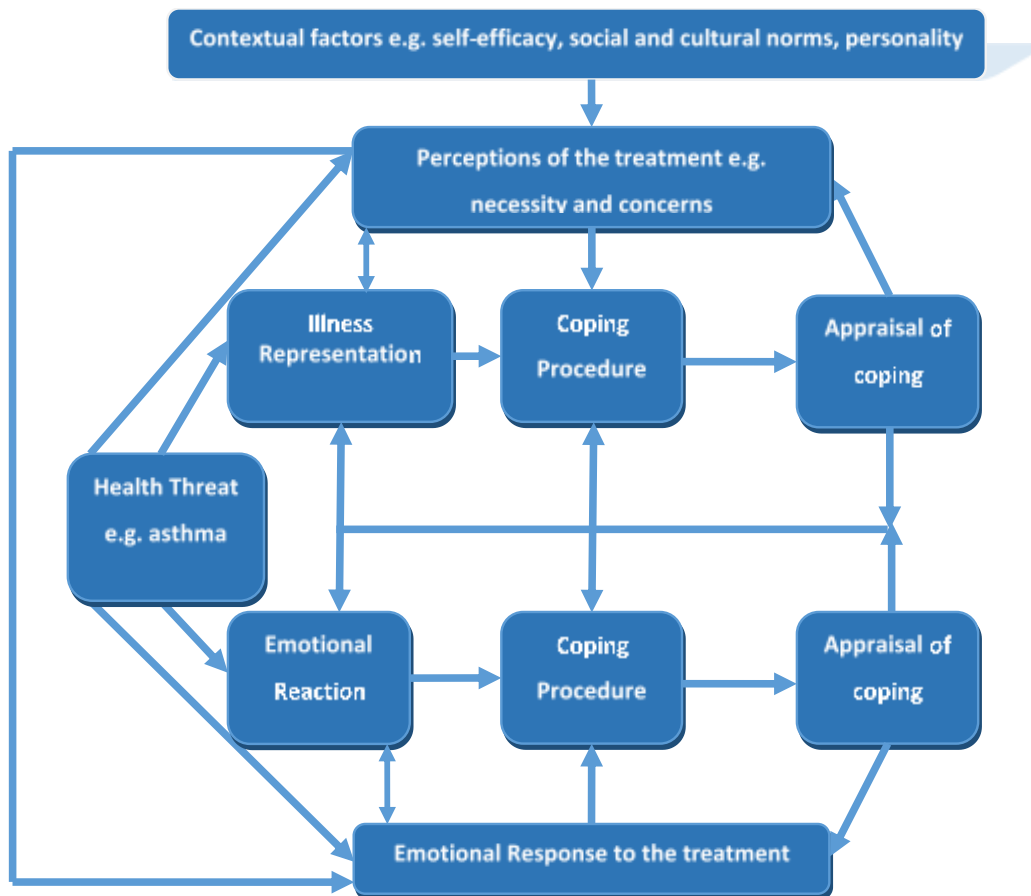 Contextual factors e.g. self-efficacy, social and cultural norms, personality
Perceptions of the treatment e.g.
necessity and concerns
Illness
Representation
Coping
Procedure
Appraisal of
coping
Health Threat
e.g. asthma
Emotional
Reaction
Coping
Procedure
Appraisal of
coping
Emotional Response to the treatment